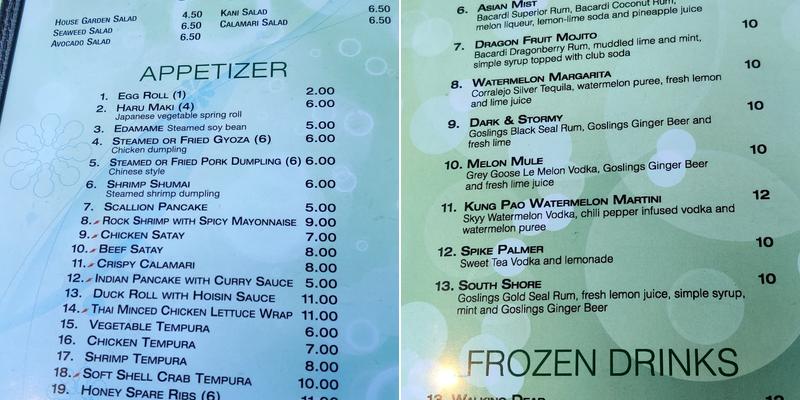 House Garden Salad 4.50 Kani Salad 6.50
Seaweed Salad 6.50 Calamari Salad 6.50
Avocado Salad 6.50
APPETIZER
1. Egg Roll (1) 2.00
2. Haru Maki (4) 6.00
Japanese vegetable spring roll
3. Edamame Steamed soy bean 5.00
4. Steamed or Fried Gyoza (6) 6.00
Chicken dumpling
5. Steamed or Fried Pork Dumpling (6) 6.00
Chinese style
6. Shrimp Shumai 6.00
Steamed shrimp dumpling
7. Scallion Pancake 5.00
8. Rock Shrimp with Spicy Mayonnaise 9.00
9. Chicken Satay 7.00
10. Beef Satay 8.00
11. Crispy Calamari 8.00
12. Indian Pancake with Curry Sauce 5.00
13. Duck Roll with Hoisin Sauce 11.00
14. Thai Minced Chicken Lettuce Wrap 11.00
15. Vegetable Tempura 6.00
16. Chicken Tempura 7.00
17. Shrimp Tempura 8.00
18. Soft Shell Crab Tempura 10.00
19. Honey Spare Ribs (6) 11.00
6. Asian Mist
Bacardi Superior Rum, Bacardi Coconut Rum,
melon liqueur, lemon-lime soda and pineapple juice
7. Dragon Fruit Mojito 10
Bacardi Dragonberry Rum, muddled lime and mint,
simple syrup topped with club soda
8. Watermelon Margarita 10
Corralejo Silver Tequila, watermelon puree, fresh lemon
and lime juice
9. Dark & Stormy 10
Goslings Black Seal Rum, Goslings Ginger Beer and
fresh lime
10. Melon Mule 10
Grey Goose Le Melon Vodka, Goslings Ginger Beer
and fresh lime juice
11. Kung Pao Watermelon Martini 12
Skyy Watermelon Vodka, chili pepper infused vodka and
watermelon puree
12. Spike Palmer 10
Sweet Tea Vodka and lemonade
13. South Shore 10
Goslings Gold Seal Rum, fresh lemon juice, simple syrup,
mint and Goslings Ginger Beer
FROZEN DRINKS
13. Walking Dead 12